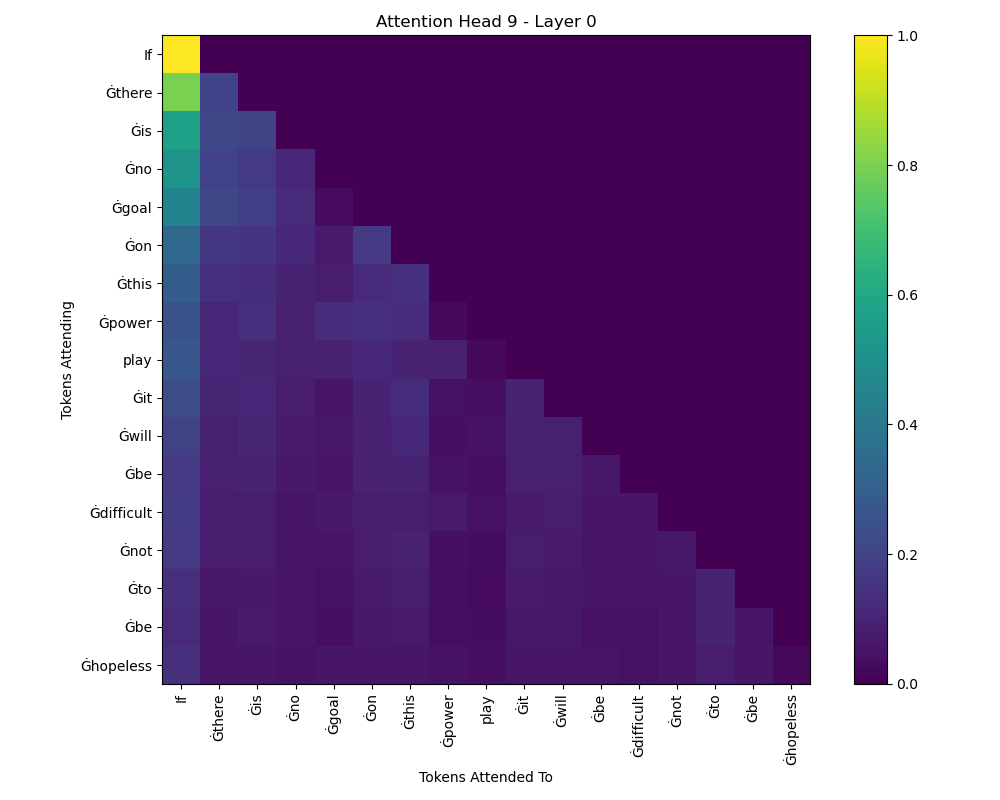 Attention Head 9 - Layer 0
If
Ġthere
Ġis
Ġno
Ġgoal
Ġon
Ġthis
Ġpower
play
Ġit
Ġwill
Ġbe
Ġdifficult
Ġnot
Ġto
Ġbe
Ġhopeless
Tokens Attending
If
Ġthere
Ġis
Ġno
Ġgoal
Ġon
Ġthis
Ġpower
play
Ġit
Ġwill
Ġbe
Ġdifficult
Ġnot
Ġto
Ġbe
Ġhopeless
Tokens Attended To
1.0
0.8
0.6
0.4
0.2
0.0